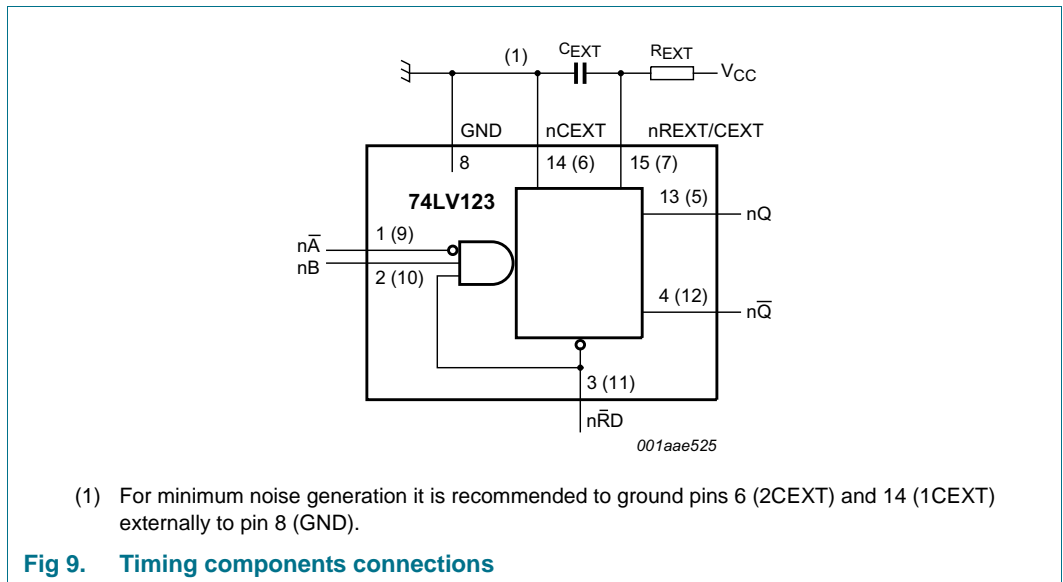 (1)
CEXT
REXT
VCC
GND
nCEXT
nREXT/CEXT
8
14 (6)
15 (7)
74LV123
13 (5)
nQ
1 (9)
nA̅
nB
2 (10)
4 (12)
nQ̅
3 (11)
nR̅D
001aae525
(1) For minimum noise generation it is recommended to ground pins 6 (2CEXT) and 14 (1CEXT)
externally to pin 8 (GND).
Fig 9. Timing components connections